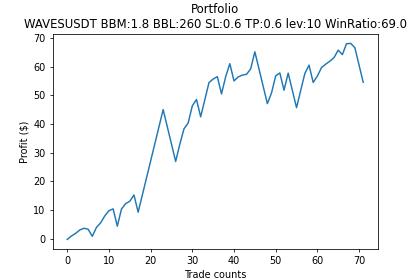 Portfolio
WAVESUSDT BBM:1.8 BBL:260 SL:0.6 TP:0.6 lev:10 WinRatio:69.0
70
60
50
40
30
20
10
0
Profit ($)
0 10 20 30 40 50 60 70
Trade counts